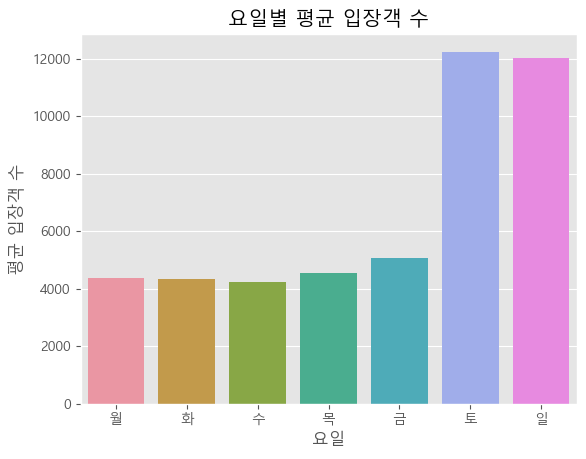 요일별 평균 입장객 수
평균 입장객 수
12000
10000
8000
6000
4000
2000
0
월 화 수 목 금 토 일
요일